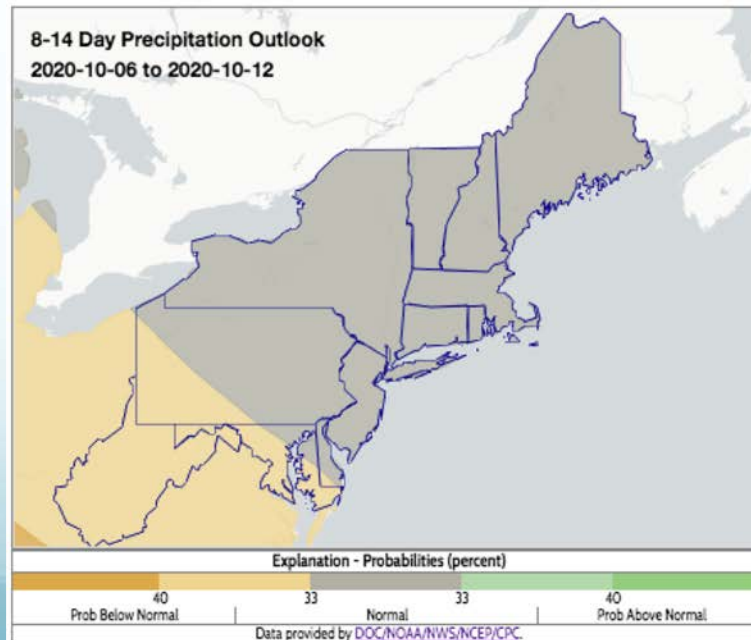 8-14 Day Precipitation Outlook
2020-10-06 to 2020-10-12
Explanation - Probabilities (percent)
40 33 33 40
Prob Below Normal Normal Prob Above Normal
Data provided by DOC/NOAA/NWS/NCEP/CPC.